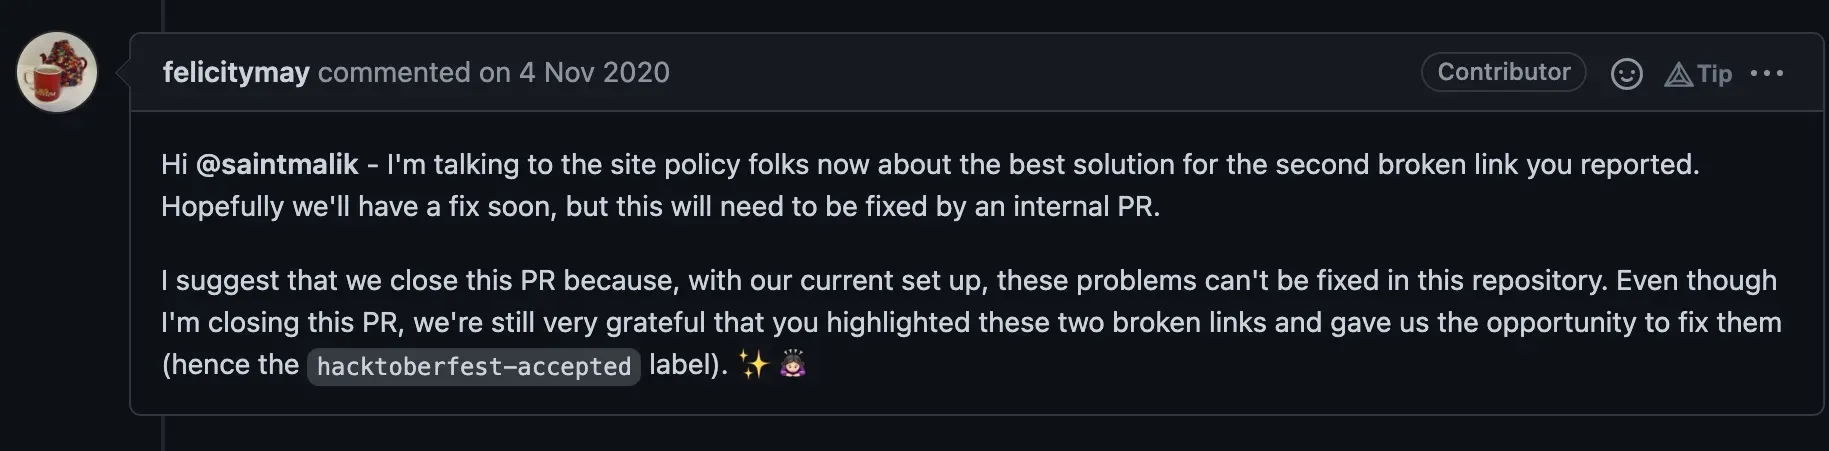 felicitymay commented on 4 Nov 2020 Contributor Tip
Hi @saintmalik - I'm talking to the site policy folks now about the best solution for the second broken link you reported.
Hopefully we'll have a fix soon, but this will need to be fixed by an internal PR.
I suggest that we close this PR because, with our current set up, these problems can't be fixed in this repository. Even though
I'm closing this PR, we're still very grateful that you highlighted these two broken links and gave us the opportunity to fix them
(hence the hacktoberfest-accepted label). ✨ 🙇🏻‍♀️